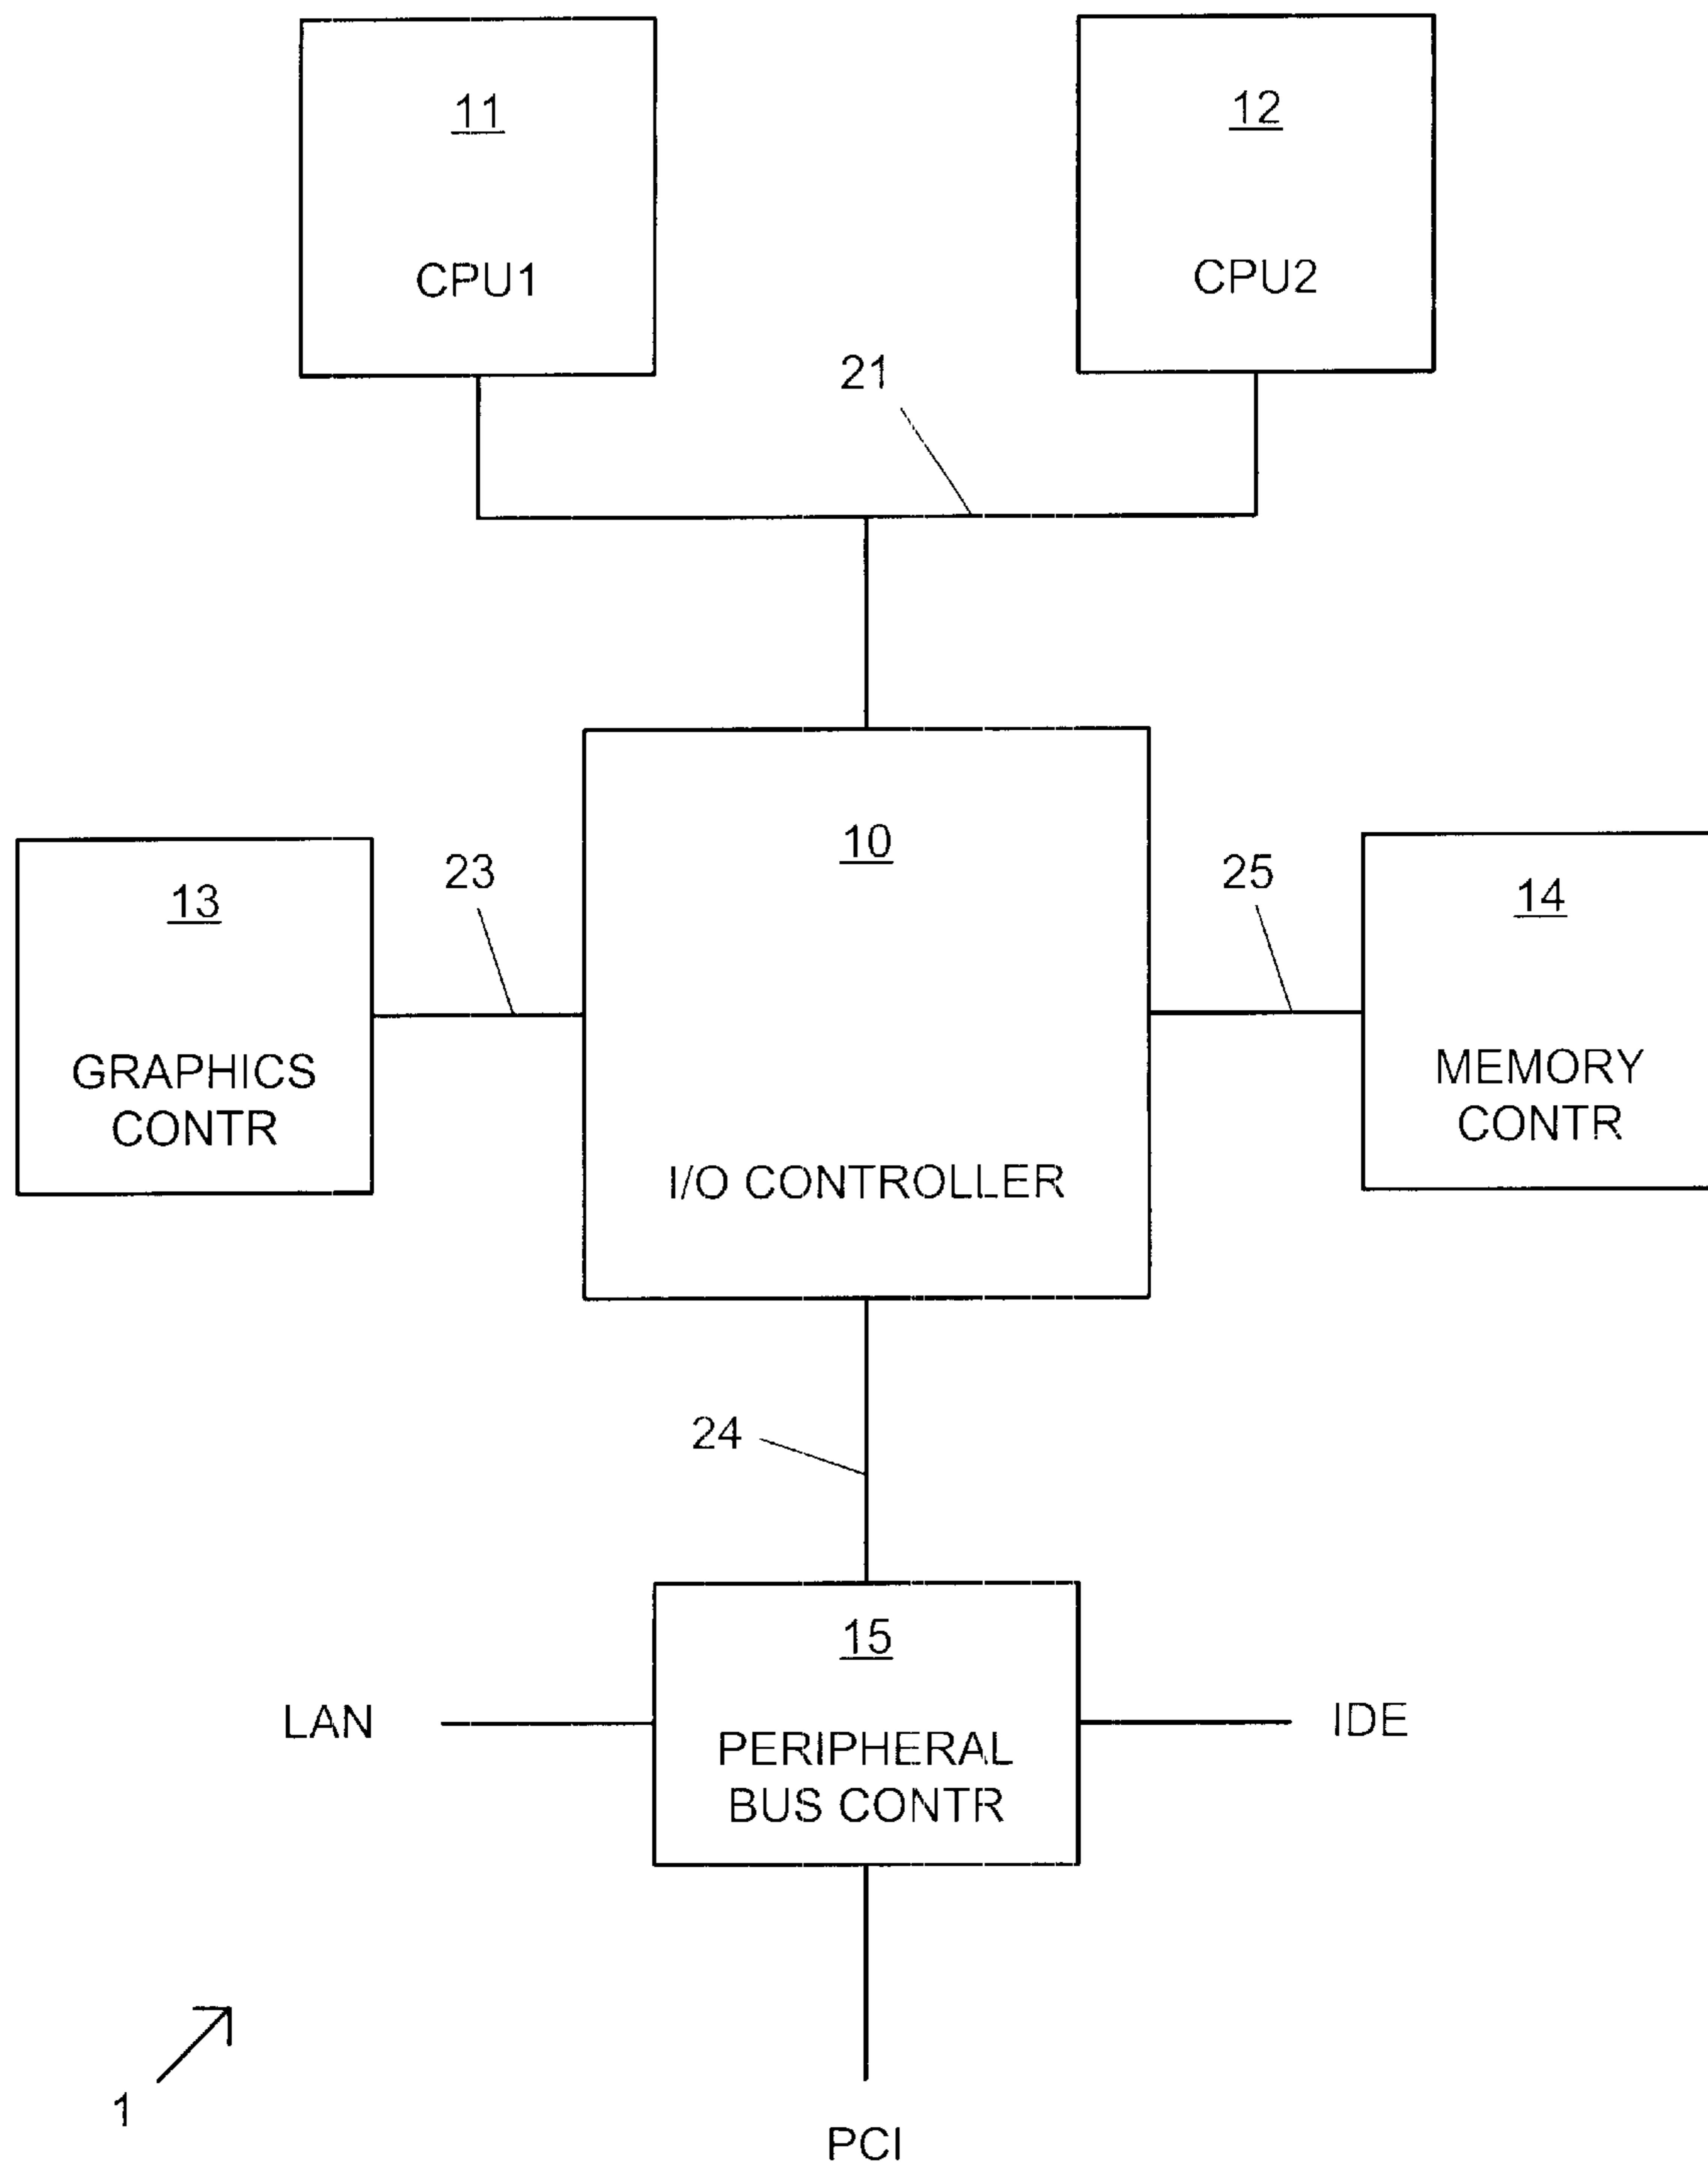 11
CPU1
12
CPU2
21
10
I/O CONTROLLER
13
GRAPHICS
CONTR
23
25
14
MEMORY
CONTR
24
15
PERIPHERAL
BUS CONTR
LAN
IDE
PCI
1